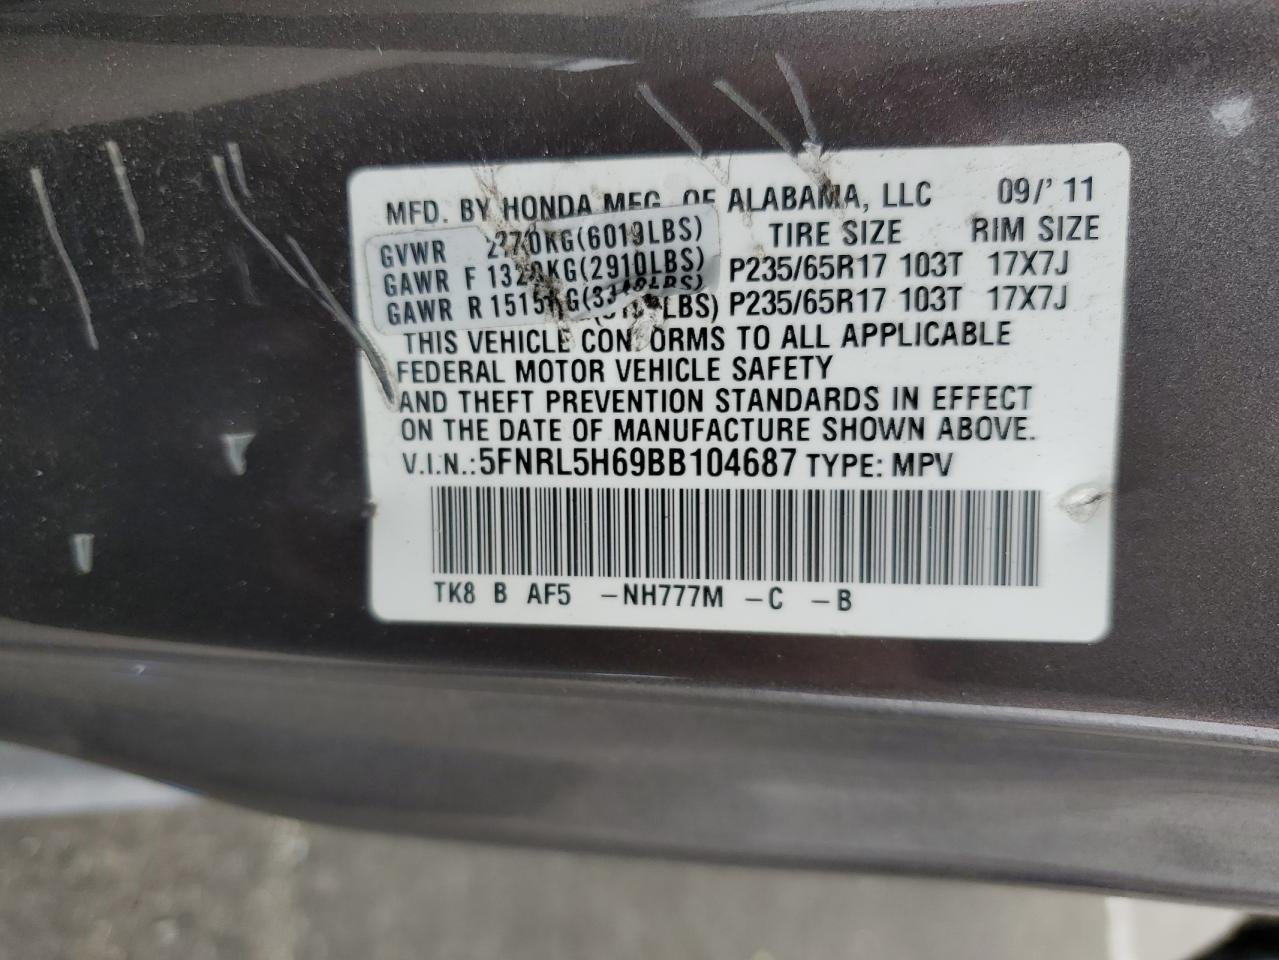 MFD. BY HONDA MFG. OF ALABAMA, LLC 09/' 11
TIRE SIZE RIM SIZE
GVWR (6019LBS)
GAWR F KG(2910LBS) P235/65R17 103T 17X7J
GAWR R 1515KG P235/65R17 103T 17X7J
THIS VEHICLE CONFORMS TO ALL APPLICABLE
FEDERAL MOTOR VEHICLE SAFETY
AND THEFT PREVENTION STANDARDS IN EFFECT
ON THE DATE OF MANUFACTURE SHOWN ABOVE.
V.I.N.:5FNRL5H69BB104687 TYPE: MPV
TK8 B AF5 -NH777M -C -B